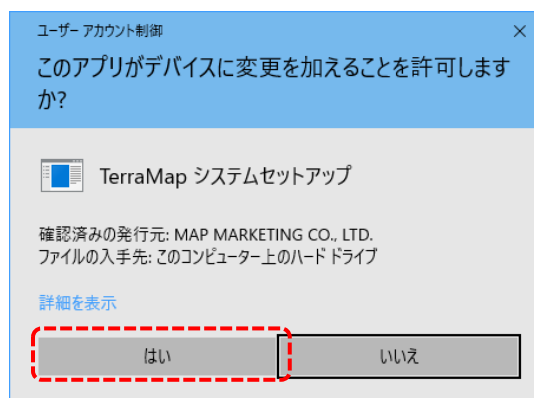 ユーザー アカウント制御
このアプリがデバイスに変更を加えることを許可します
か?
TerraMap システムセットアップ
確認済みの発行元: MAP MARKETING CO., LTD.
ファイルの入手先: このコンピューター上のハード ドライブ
詳細を表示
はい
いいえ